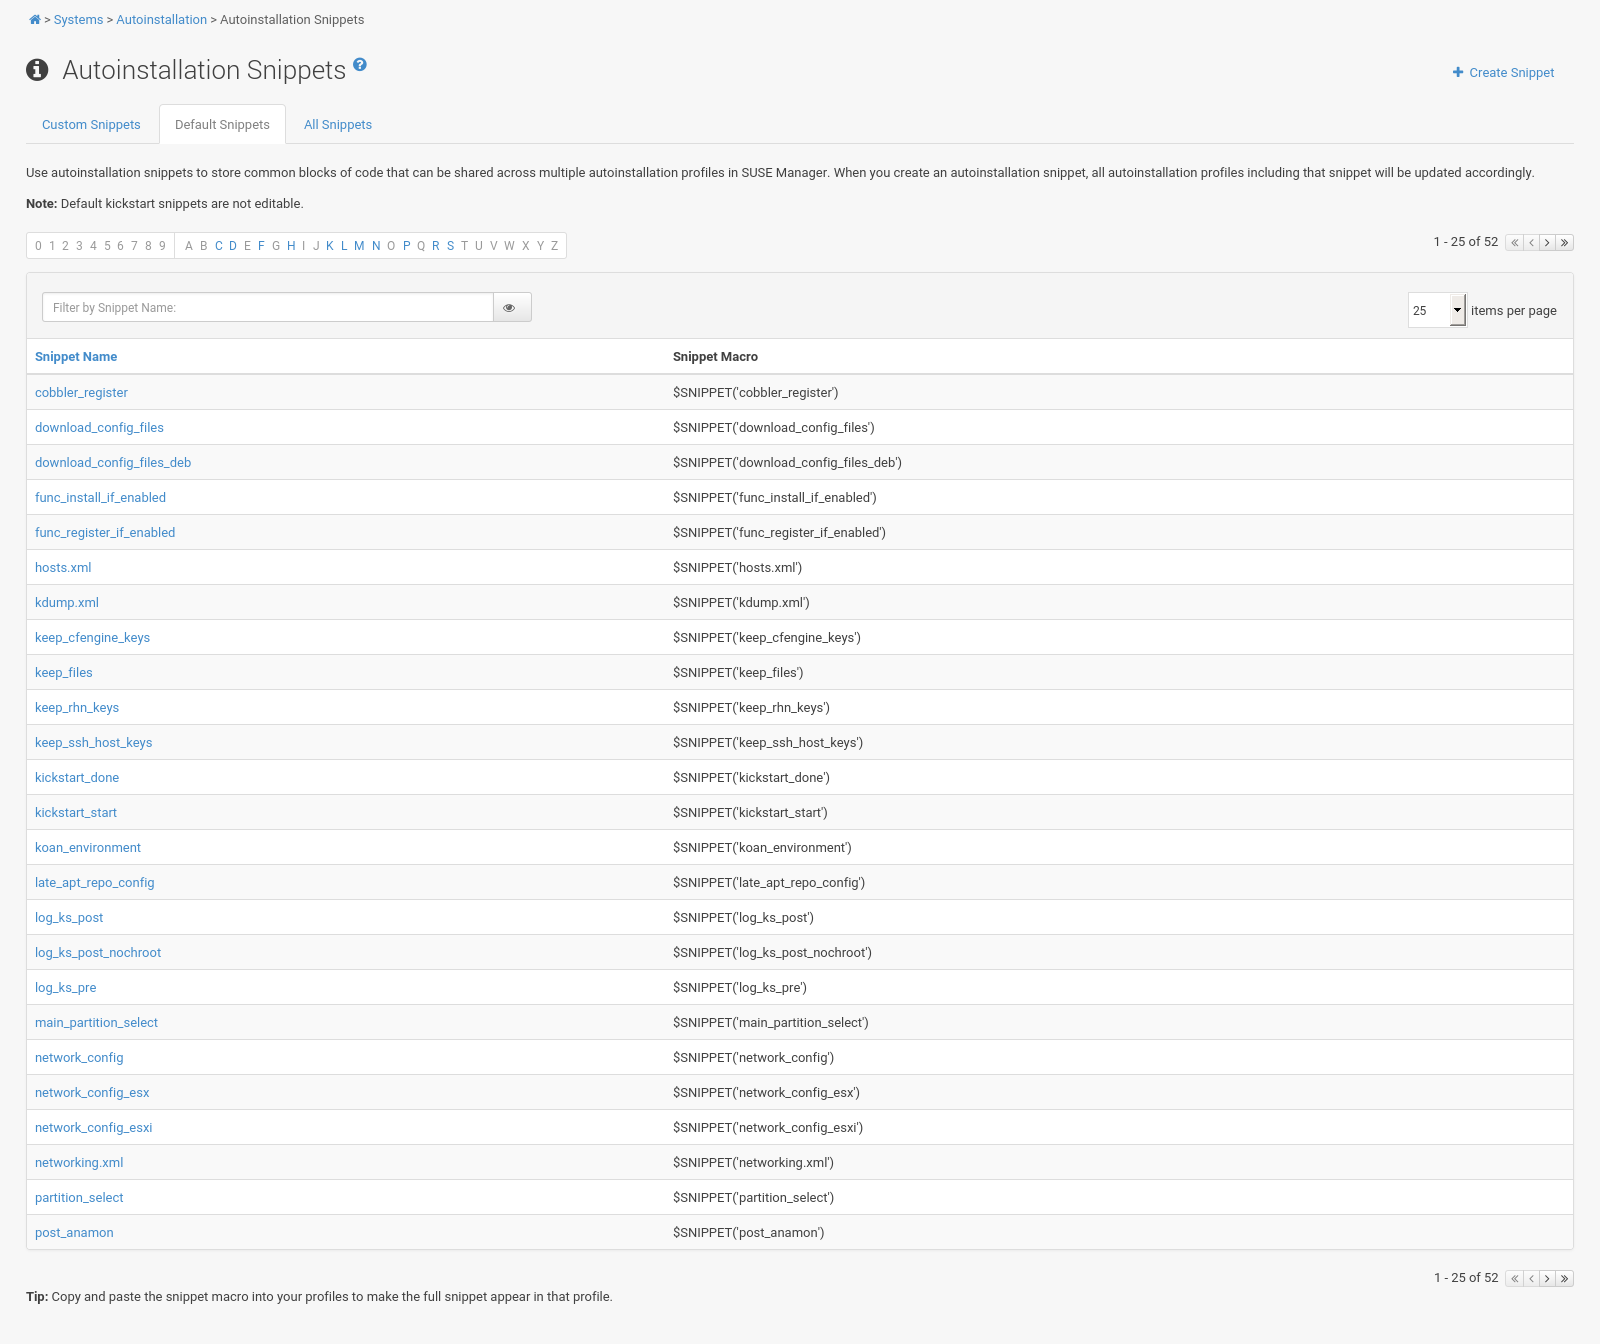 > Systems > Autoinstallation > Autoinstallation Snippets
Autoinstallation Snippets ?
Create Snippet
Custom Snippets Default Snippets All Snippets
Use autoinstallation snippets to store common blocks of code that can be shared across multiple autoinstallation profiles in SUSE Manager. When you create an autoinstallation snippet, all autoinstallation profiles including that snippet will be updated accordingly.
Note: Default kickstart snippets are not editable.
0 1 2 3 4 5 6 7 8 9 A B C D E F G H I J K L M N O P Q R S T U V W X Y Z
1 - 25 of 52
Filter by Snippet Name:
25 items per page
Snippet Name Snippet Macro
cobbler_register $SNIPPET('cobbler_register')
download_config_files $SNIPPET('download_config_files')
download_config_files_deb $SNIPPET('download_config_files_deb')
func_install_if_enabled $SNIPPET('func_install_if_enabled')
func_register_if_enabled $SNIPPET('func_register_if_enabled')
hosts.xml $SNIPPET('hosts.xml')
kdump.xml $SNIPPET('kdump.xml')
keep_cfengine_keys $SNIPPET('keep_cfengine_keys')
keep_files $SNIPPET('keep_files')
keep_rhn_keys $SNIPPET('keep_rhn_keys')
keep_ssh_host_keys $SNIPPET('keep_ssh_host_keys')
kickstart_done $SNIPPET('kickstart_done')
kickstart_start $SNIPPET('kickstart_start')
koan_environment $SNIPPET('koan_environment')
late_apt_repo_config $SNIPPET('late_apt_repo_config')
log_ks_post $SNIPPET('log_ks_post')
log_ks_post_nochroot $SNIPPET('log_ks_post_nochroot')
log_ks_pre $SNIPPET('log_ks_pre')
main_partition_select $SNIPPET('main_partition_select')
network_config $SNIPPET('network_config')
network_config_esx $SNIPPET('network_config_esx')
network_config_esxi $SNIPPET('network_config_esxi')
networking.xml $SNIPPET('networking.xml')
partition_select $SNIPPET('partition_select')
post_anamon $SNIPPET('post_anamon')
1 - 25 of 52
Tip: Copy and paste the snippet macro into your profiles to make the full snippet appear in that profile.